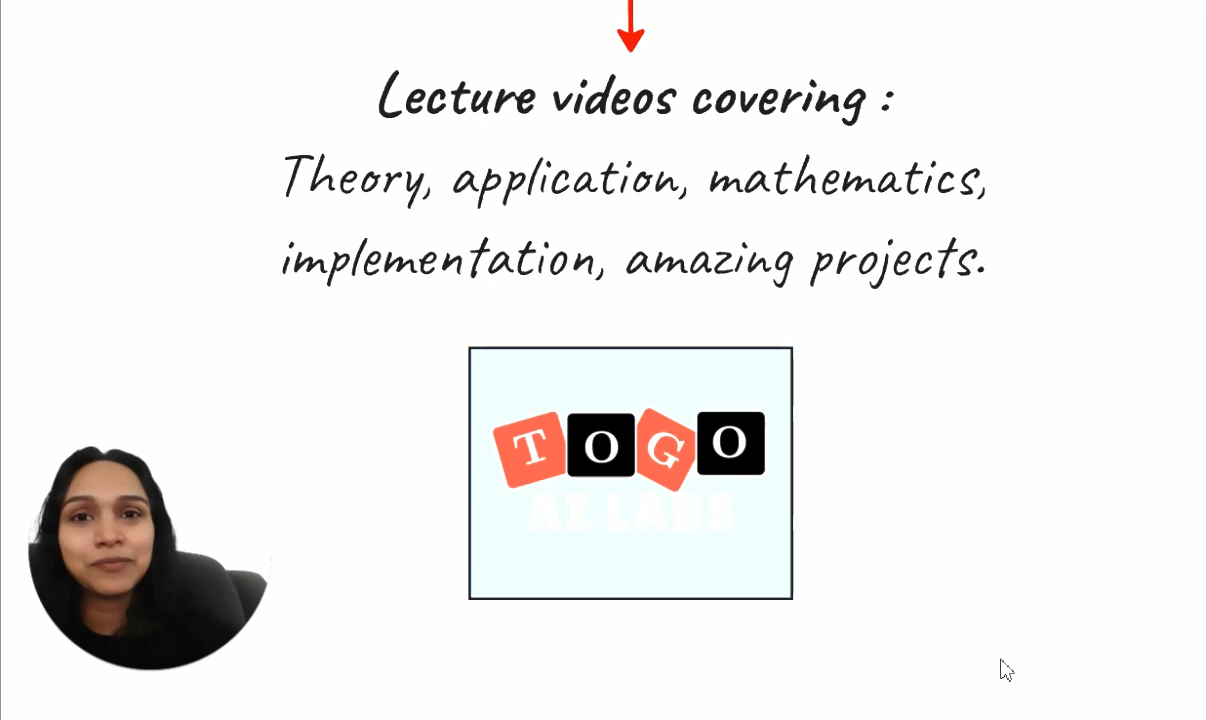 Lecture videos covering :
Theory, application, mathematics,
implementation, amazing projects.
TOGO
AI LABS